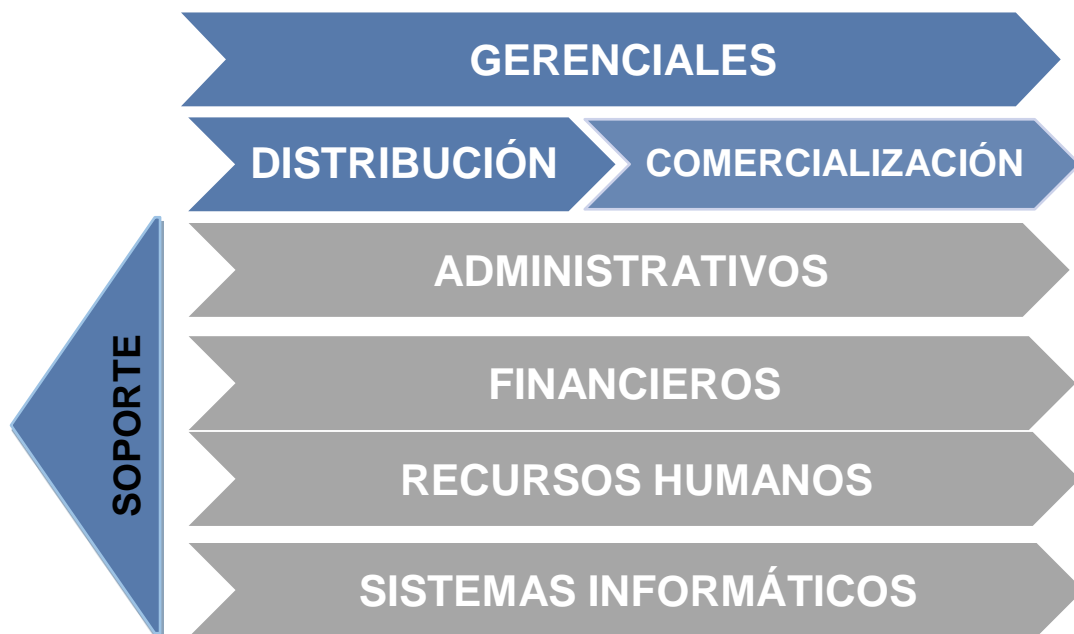 GERENCIALES
DISTRIBUCIÓN
COMERCIALIZACIÓN
SOPORTE
ADMINISTRATIVOS
FINANCIEROS
RECURSOS HUMANOS
SISTEMAS INFORMÁTICOS